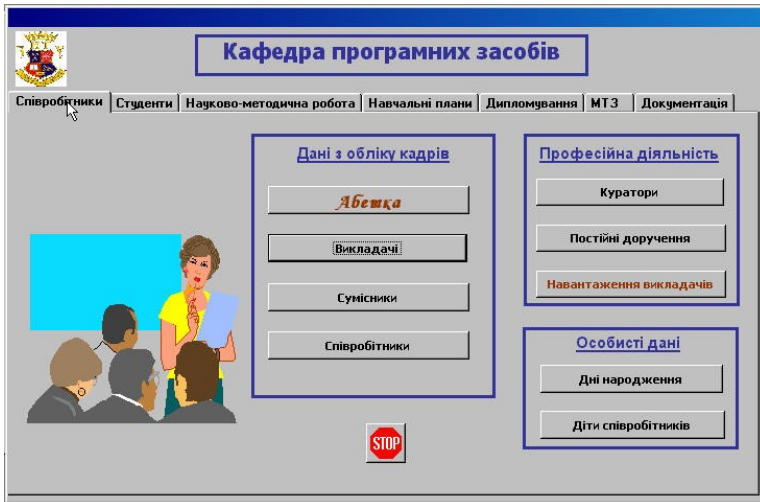 Кафедра програмних засобів
Співробітники Студенти Науково-методична робота Навчальні плани Дипломування МТЗ Документація
Дані з обліку кадрів
Абетка
Викладачі
Сумісники
Співробітники
Професійна діяльність
Куратори
Постійні доручення
Навантаження викладачів
Особисті дані
Дні народження
Діти співробітників
STOP